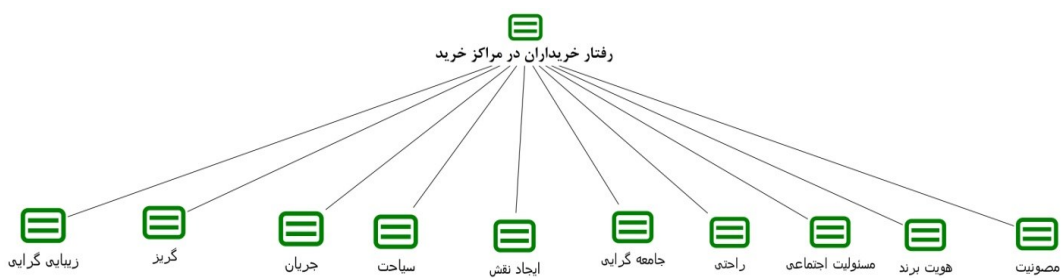 رفتار خریداران در مراکز خرید
مصونیت
هویت برند
مسئولیت اجتماعی
راحتی
جامعه گرایی
ایجاد نقش
سیاحت
جریان
گریز
زیبایی گرایی